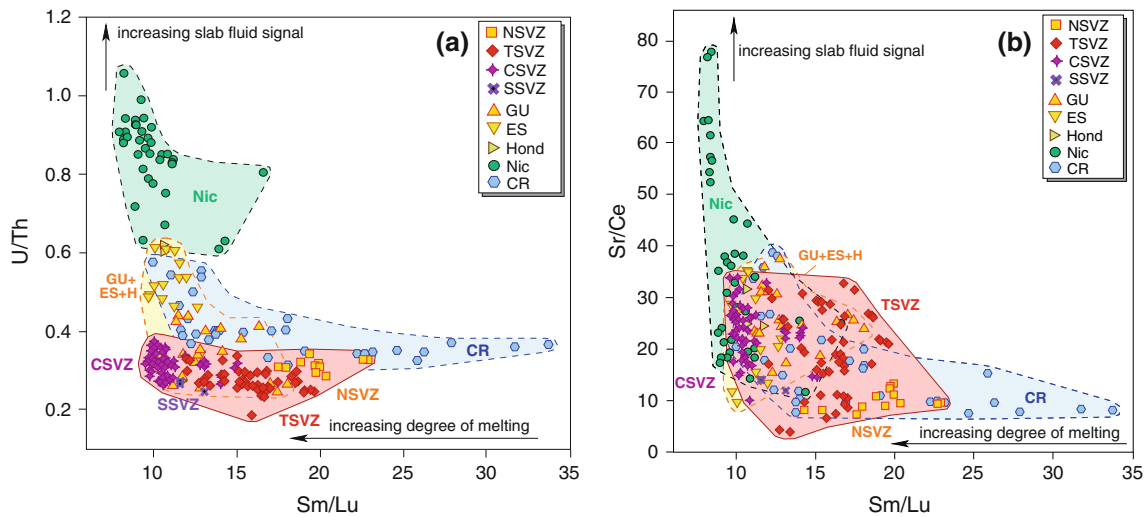 increasing slab fluid signal
(a)
NSVZ
TSVZ
CSVZ
SSVZ
GU
ES
Hond
Nic
CR
1.2
1.0
0.8
0.6
0.4
0.2
U/Th
Nic
GU+
ES+H
CR
CSVZ
SSVZ
NSVZ
TSVZ
increasing degree of melting
10 15 20 25 30 35
Sm/Lu
increasing slab fluid signal
(b)
NSVZ
TSVZ
CSVZ
SSVZ
GU
ES
Hond
Nic
CR
80
70
60
50
40
30
20
10
0
Sr/Ce
Nic
GU+ES+H
TSVZ
CSVZ
CR
NSVZ
increasing degree of melting
10 15 20 25 30 35
Sm/Lu